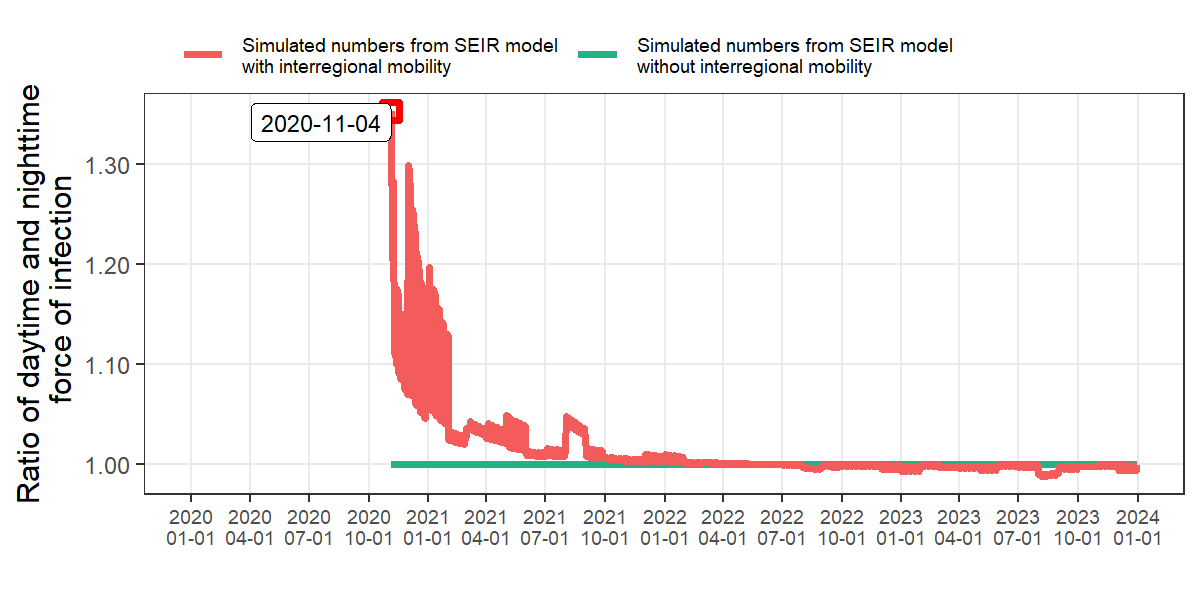 Simulated numbers from SEIR model
with interregional mobility
Simulated numbers from SEIR model
without interregional mobility
Ratio of daytime and nighttime
force of infection
2020-11-04
1.30
1.20
1.10
1.00
2020 2020 2020 2020 2021 2021 2021 2021 2022 2022 2022 2022 2023 2023 2023 2023 2024
01-01 04-01 07-01 10-01 01-01 04-01 07-01 10-01 01-01 04-01 07-01 10-01 01-01 04-01 07-01 10-01 01-01